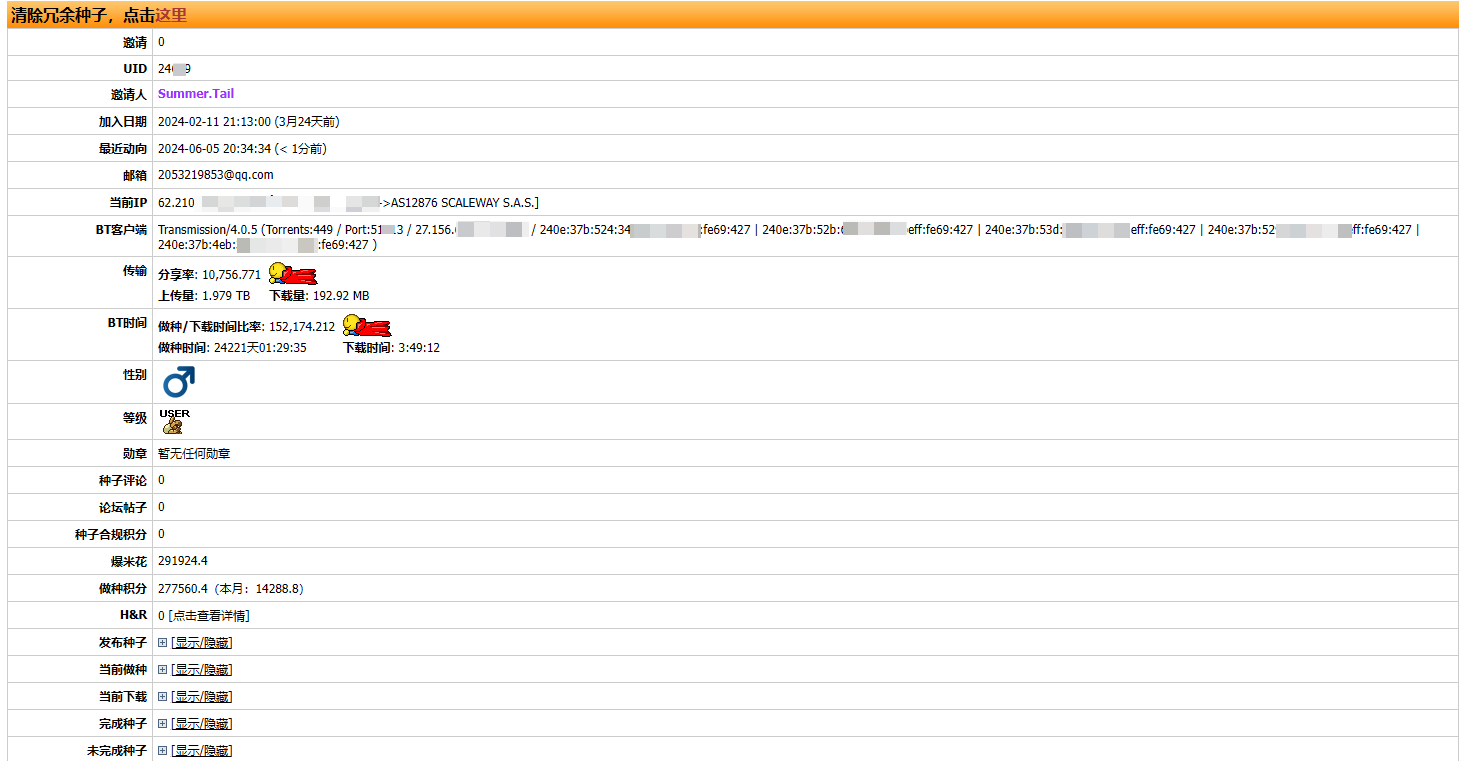 清除冗余种子，点击这里
邀请 0
UID 24 9
邀请人 Summer.Tail
加入日期 2024-02-11 21:13:00 (3月24天前)
最近动向 2024-06-05 20:34:34 (< 1分前)
邮箱 2053219853@qq.com
当前IP 62.210 ->AS12876 SCALEWAY S.A.S.]
BT客户端 Transmission/4.0.5 (Torrents:449 / Port:51 3 / 27.156. / 240e:37b:524:34 :fe69:427 | 240e:37b:52b: eff:fe69:427 | 240e:37b:53d: eff:fe69:427 | 240e:37b:52 ff:fe69:427 |
240e:37b:4eb: :fe69:427 )
传输 分享率: 10,756.771
上传量: 1.979 TB 下载量: 192.92 MB
BT时间 做种/下载时间比率: 152,174.212
做种时间: 24221天01:29:35 下载时间: 3:49:12
性别
等级 USER
勋章 暂无任何勋章
种子评论 0
论坛帖子 0
种子合规积分 0
爆米花 291924.4
做种积分 277560.4（本月：14288.8）
H&R 0 [点击查看详情]
发布种子 [显示/隐藏]
当前做种 [显示/隐藏]
当前下载 [显示/隐藏]
完成种子 [显示/隐藏]
未完成种子 [显示/隐藏]